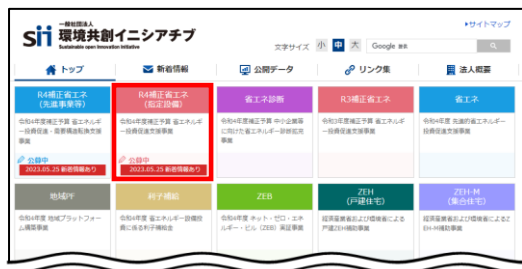 ▶サイトマップ
sii 一般社団法人
環境共創イニシアチブ
Sustainable open Innovation Initiative
文字サイズ 小 中 大 Google 検索
トップ 新着情報 公開データ リンク集 法人概要
R4補正省エネ
(先進事業等)
令和4年度補正予算 省エネルギー投資促進・需要構造転換支援事業
公募中
2023.05.25 新着情報あり
R4補正省エネ
(指定設備)
令和4年度補正予算 省エネルギー投資促進支援事業
公募中
2023.05.25 新着情報あり
省エネ診断
令和4年度補正予算 中小企業等に向けた省エネルギー診断拡充事業
R3補正省エネ
令和3年度補正予算 省エネルギー投資促進支援事業
省エネ
令和4年度 先進的省エネルギー投資促進支援事業
地域PF
令和4年度 地域プラットフォーム構築事業
利子補給
令和4年度 省エネルギー設備投資に係る利子補給金
ZEB
令和4年度 ネット・ゼロ・エネルギー・ビル(ZEB)実証事業
ZEH
(戸建住宅)
経済産業省および環境省による戸建ZEH補助事業
ZEH-M
(集合住宅)
経済産業省および環境省によるZEH-M補助事業